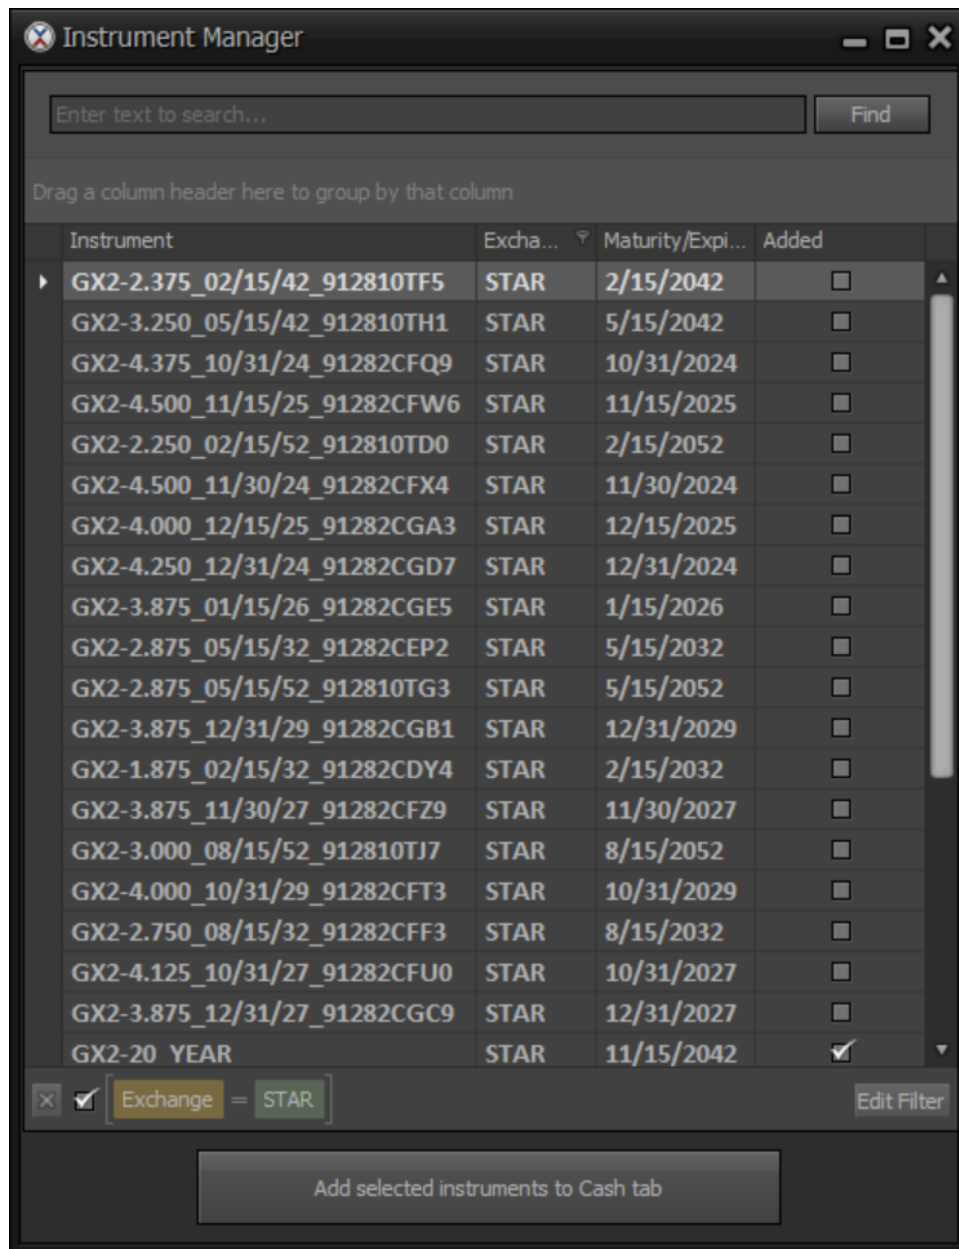 Instrument Manager
Enter text to search...
Find
Drag a column header here to group by that column
Instrument Excha... Maturity/Expi... Added
GX2-2.375_02/15/42_912810TF5 STAR 2/15/2042
GX2-3.250_05/15/42_912810TH1 STAR 5/15/2042
GX2-4.375_10/31/24_91282CFQ9 STAR 10/31/2024
GX2-4.500_11/15/25_91282CFW6 STAR 11/15/2025
GX2-2.250_02/15/52_912810TD0 STAR 2/15/2052
GX2-4.500_11/30/24_91282CFX4 STAR 11/30/2024
GX2-4.000_12/15/25_91282CGA3 STAR 12/15/2025
GX2-4.250_12/31/24_91282CGD7 STAR 12/31/2024
GX2-3.875_01/15/26_91282CGE5 STAR 1/15/2026
GX2-2.875_05/15/32_91282CEP2 STAR 5/15/2032
GX2-2.875_05/15/52_912810TG3 STAR 5/15/2052
GX2-3.875_12/31/29_91282CGB1 STAR 12/31/2029
GX2-1.875_02/15/32_91282CDY4 STAR 2/15/2032
GX2-3.875_11/30/27_91282CFZ9 STAR 11/30/2027
GX2-3.000_08/15/52_912810TJ7 STAR 8/15/2052
GX2-4.000_10/31/29_91282CFT3 STAR 10/31/2029
GX2-2.750_08/15/32_91282CFF3 STAR 8/15/2032
GX2-4.125_10/31/27_91282CFU0 STAR 10/31/2027
GX2-3.875_12/31/27_91282CGC9 STAR 12/31/2027
GX2-20_YEAR STAR 11/15/2042
Exchange = STAR
Edit Filter
Add selected instruments to Cash tab